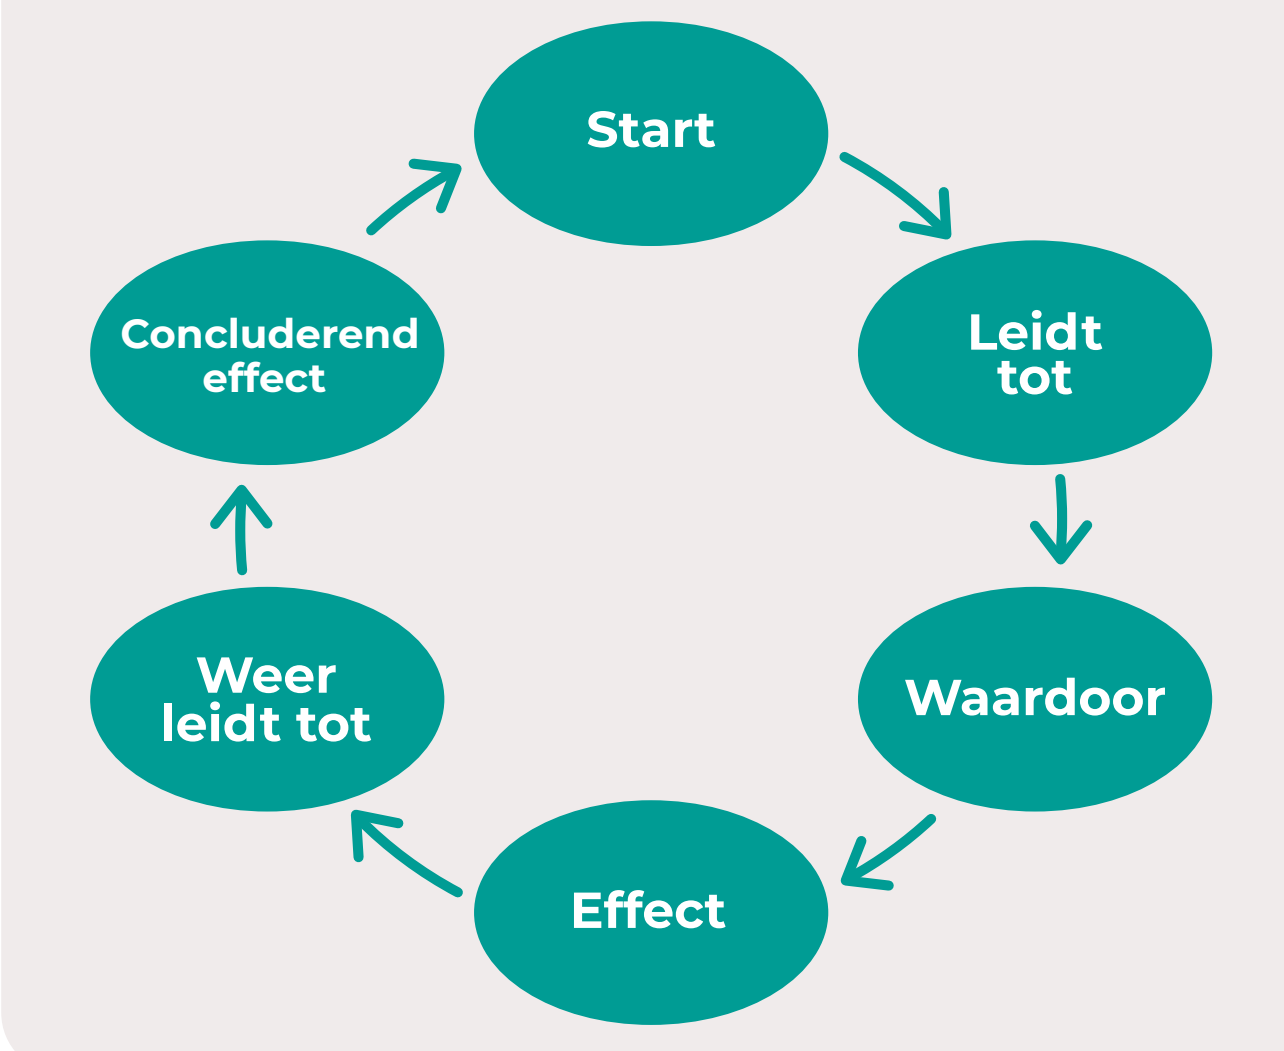 Start
Leidt
tot
Waardoor
Effect
Weer
leidt tot
Concluderend
effect